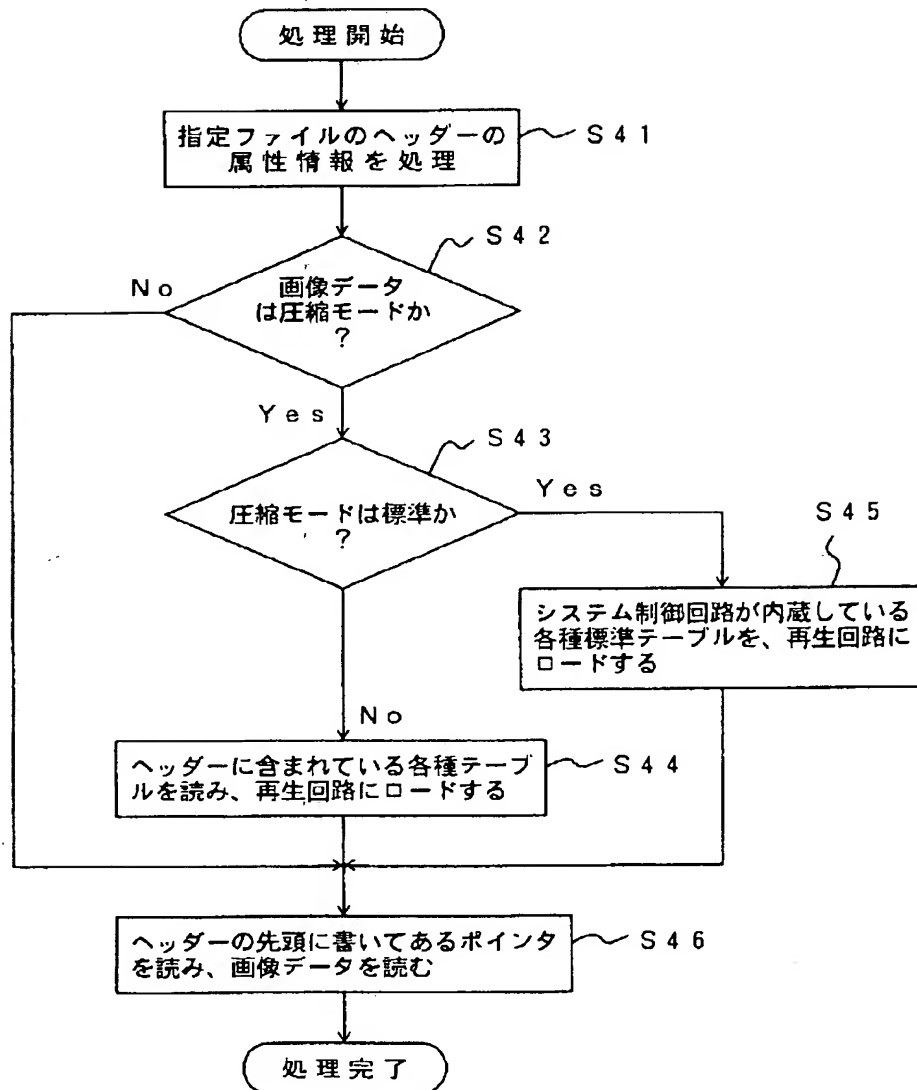 処理開始
指定ファイルのヘッダーの
属性情報を処理
S41
S42
No
画像データ
は圧縮モードか
?
Yes
S43
Yes
圧縮モードは標準か
?
S45
システム制御回路が内蔵している
各種標準テーブルを、再生回路に
ロードする
No
ヘッダーに含まれている各種テーブ
ルを読み、再生回路にロードする
S44
ヘッダーの先頭に書いてあるポインタ
を読み、画像データを読む
S46
処理完了